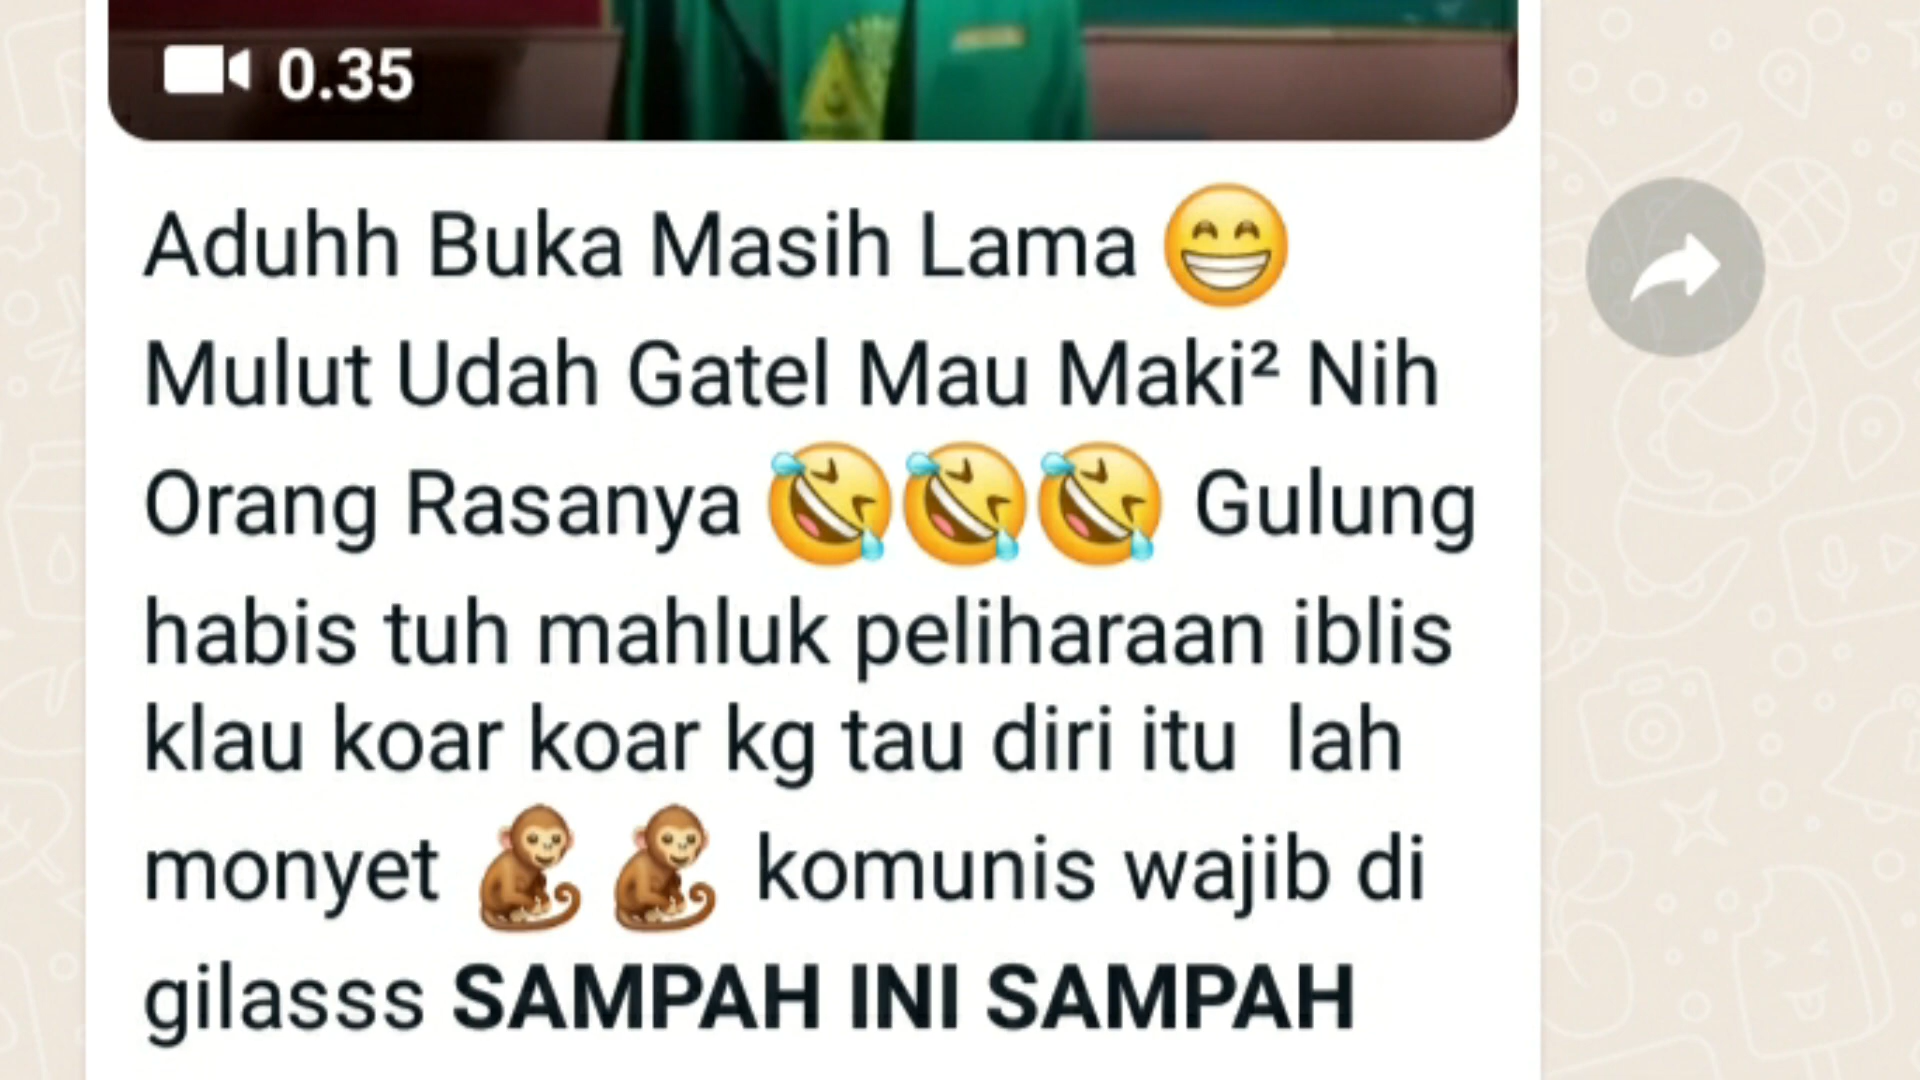 0.35
Aduhh Buka Masih Lama 😁
Mulut Udah Gatel Mau Maki² Nih
Orang Rasanya 🤣🤣🤣 Gulung
habis tuh mahluk peliharaan iblis
klau koar koar kg tau diri itu  lah
monyet 🐒🐒 komunis wajib di
gilasss SAMPAH INI SAMPAH